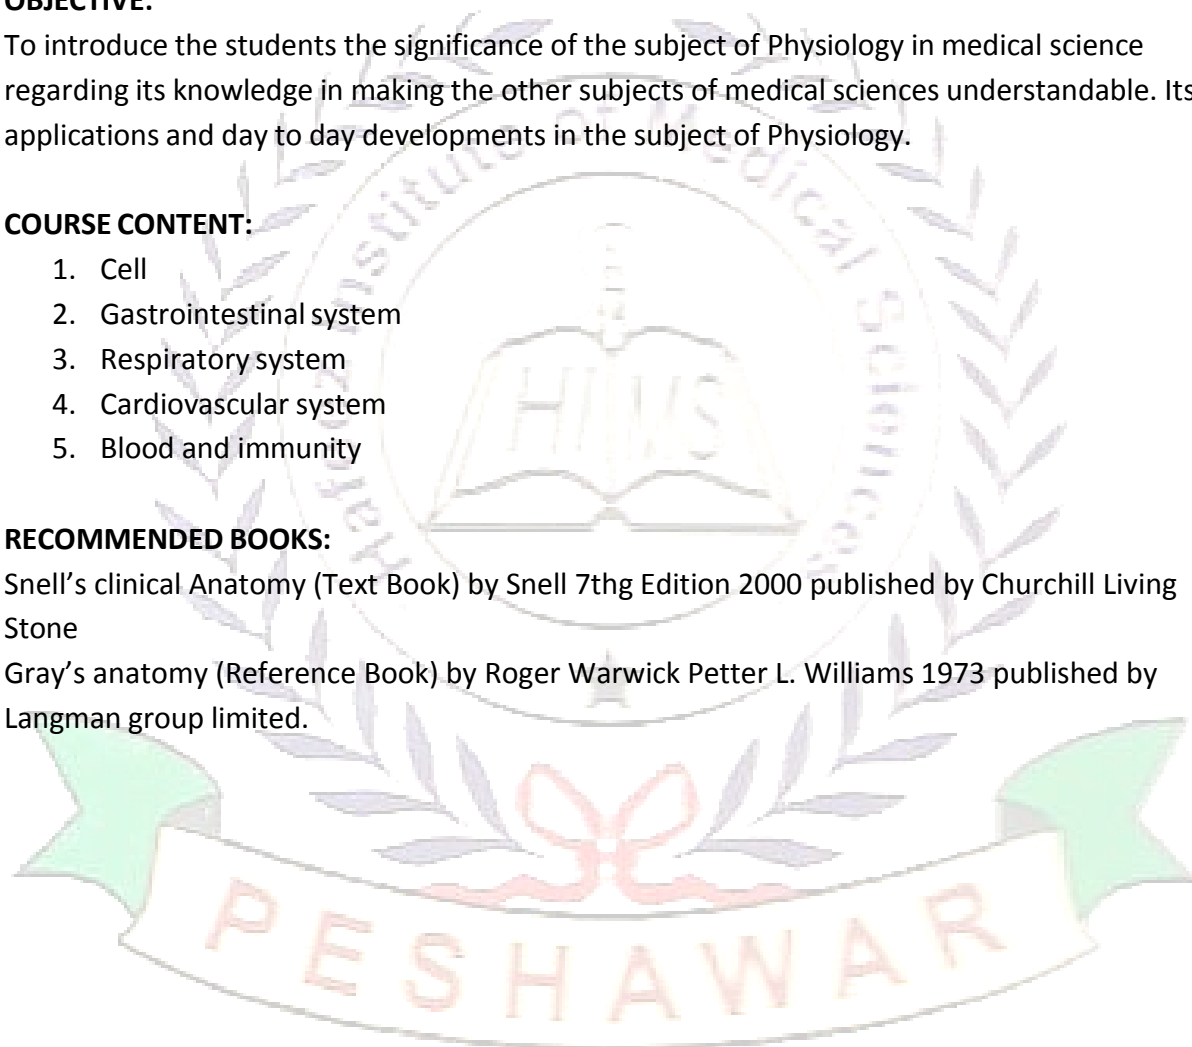 OBJECTIVE:
To introduce the students the significance of the subject of Physiology in medical science
regarding its knowledge in making the other subjects of medical sciences understandable. Its
applications and day to day developments in the subject of Physiology.
COURSE CONTENT:
1. Cell
2. Gastrointestinal system
3. Respiratory system
4. Cardiovascular system
5. Blood and immunity
RECOMMENDED BOOKS:
Snell’s clinical Anatomy (Text Book) by Snell 7thg Edition 2000 published by Churchill Living
Stone
Gray’s anatomy (Reference Book) by Roger Warwick Petter L. Williams 1973 published by
Langman group limited.
Institute of Medical Sciences
HIMS
PESHAWAR